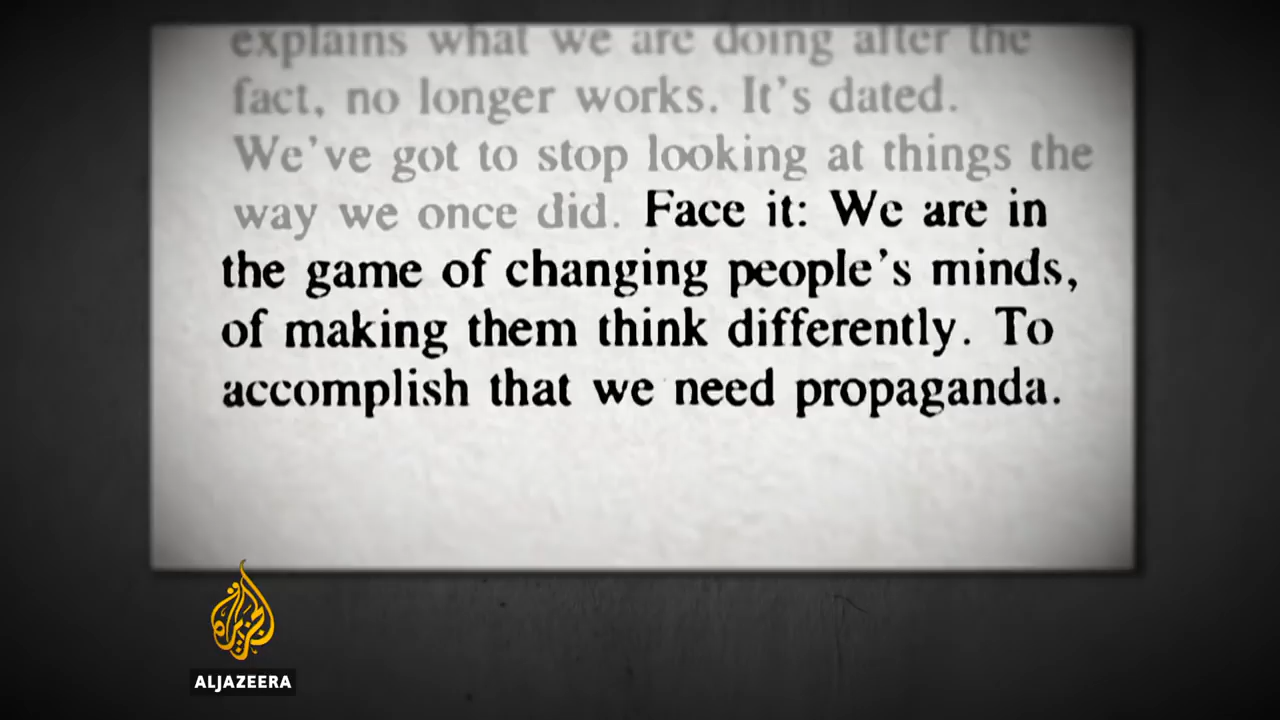 explains what we are doing after the
fact, no longer works. It's dated.
We've got to stop looking at things the
way we once did. Face it: We are in
the game of changing people's minds,
of making them think differently. To
accomplish that we need propaganda.
الجزيرة
ALJAZEERA